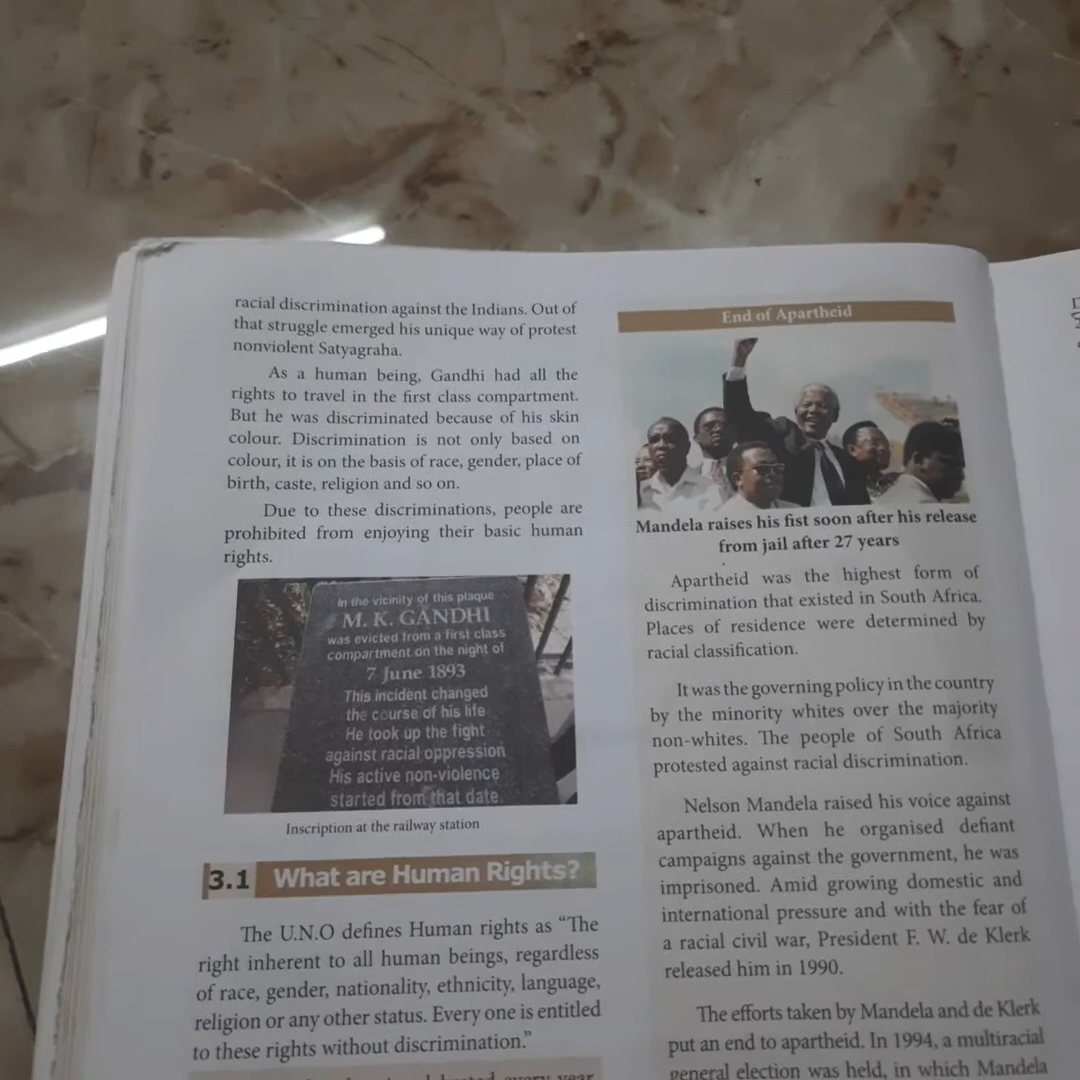 racial discrimination against the Indians. Out of
that struggle emerged his unique way of protest
nonviolent Satyagraha.
As a human being, Gandhi had all the
rights to travel in the first class compartment.
But he was discriminated because of his skin
colour. Discrimination is not only based on
colour, it is on the basis of race, gender, place of
birth, caste, religion and so on.
Due to these discriminations, people are
prohibited from enjoying their basic human
rights.
In the vicinity of this plaque
M. K. GANDHI
was evicted from a first class
compartment on the night of
7 June 1893
This incident changed
the course of his life
He took up the fight
against racial oppression
His active non-violence
started from that date
Inscription at the railway station
3.1 What are Human Rights?
The U.N.O defines Human rights as “The
right inherent to all human beings, regardless
of race, gender, nationality, ethnicity, language,
religion or any other status. Every one is entitled
to these rights without discrimination.”
every year
End of Apartheid
Mandela raises his fist soon after his release
from jail after 27 years
Apartheid was the highest form of
discrimination that existed in South Africa.
Places of residence were determined by
racial classification.
It was the governing policy in the country
by the minority whites over the majority
non-whites. The people of South Africa
protested against racial discrimination.
Nelson Mandela raised his voice against
apartheid. When he organised defiant
campaigns against the government, he was
imprisoned. Amid growing domestic and
international pressure and with the fear of
a racial civil war, President F. W. de Klerk
released him in 1990.
The efforts taken by Mandela and de Klerk
put an end to apartheid. In 1994, a multiracial
general election was held, in which Mandela